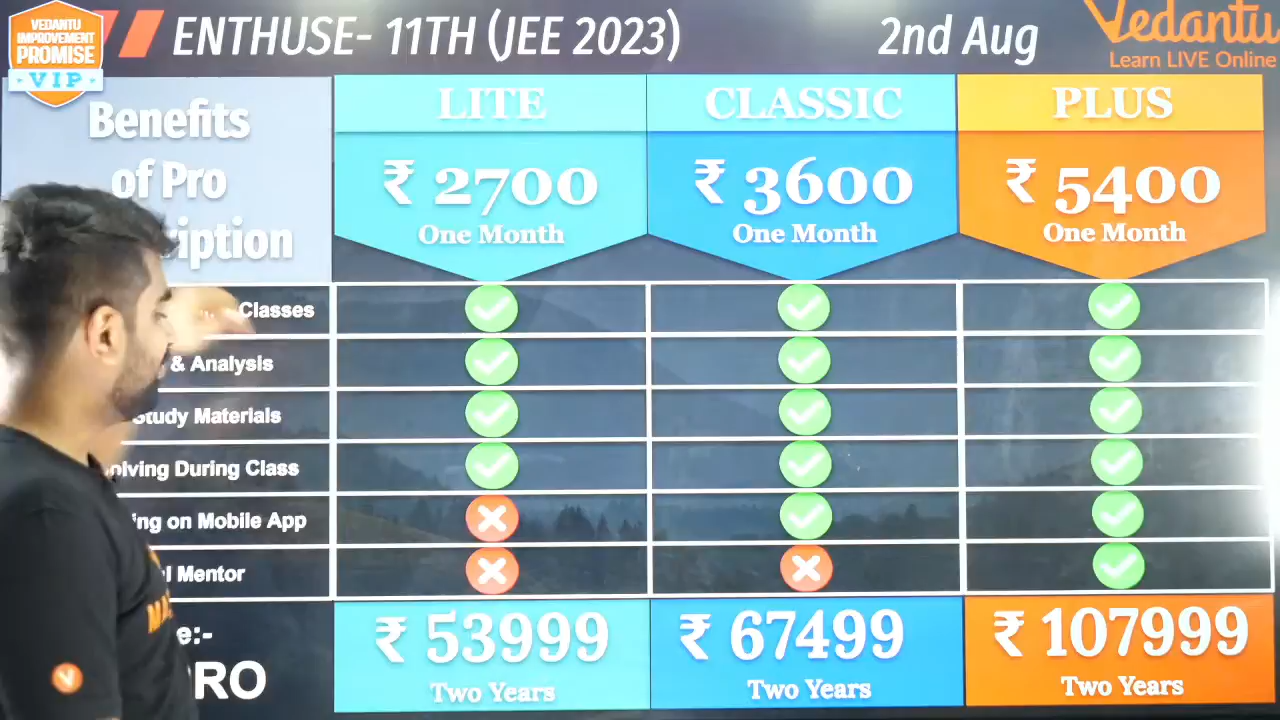 VEDANTU
IMPROVEMENT
PROMISE
VIP
ENTHUSE- 11TH (JEE 2023)
2nd Aug
Vedantu
Learn LIVE Online
Benefits
of Pro
LITE
CLASSIC
PLUS
₹ 2700
₹ 3600
₹ 5400
One Month
One Month
One Month
Classes
& Analysis
Study Materials
During Class
on Mobile App
Mentor
₹ 53999
₹ 67499
₹ 107999
Two Years
Two Years
Two Years